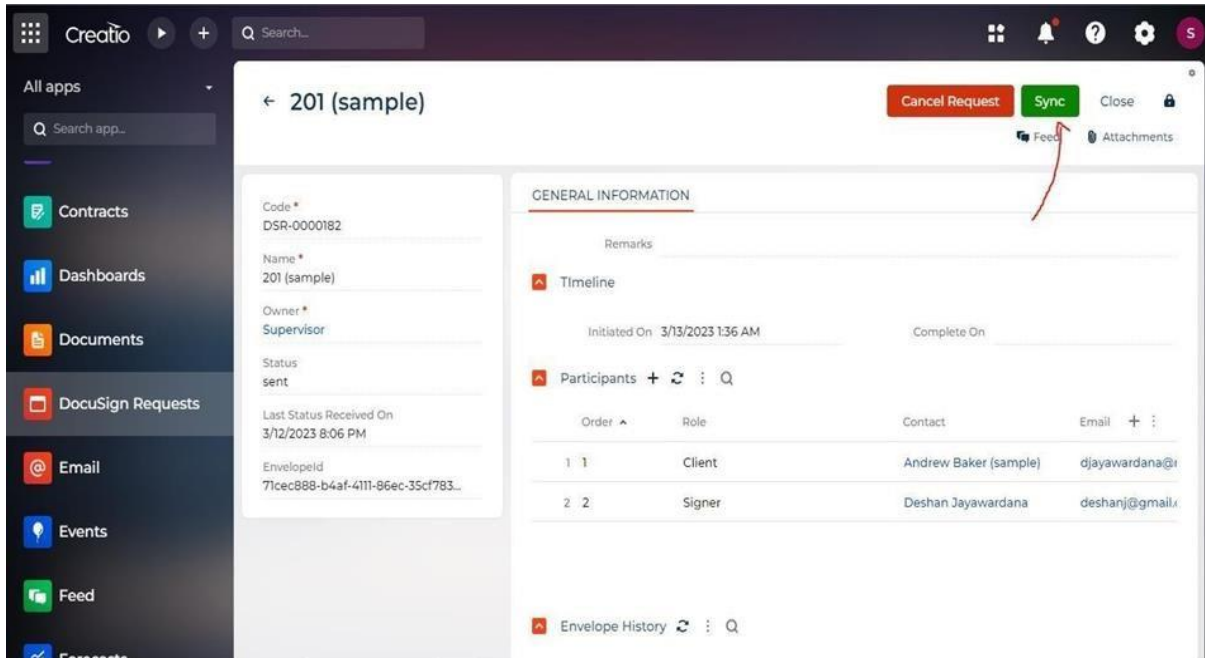 Creatio
Search...
S
All apps
Search app...
Contracts
Dashboards
Documents
DocuSign Requests
Email
Events
Feed
Forecasts
← 201 (sample)
Cancel Request Sync Close
Feed Attachments
Code *
DSR-0000182
Name *
201 (sample)
Owner *
Supervisor
Status
sent
Last Status Received On
3/12/2023 8:06 PM
EnvelopeId
71cec888-b4af-4111-86ec-35cf783...
GENERAL INFORMATION
Remarks
TImeline
Initiated On 3/13/2023 1:36 AM Complete On
Participants
Order Role Contact Email
1 1 Client Andrew Baker (sample) djayawardana@
2 2 Signer Deshan Jayawardana deshanj@gmail.
Envelope History